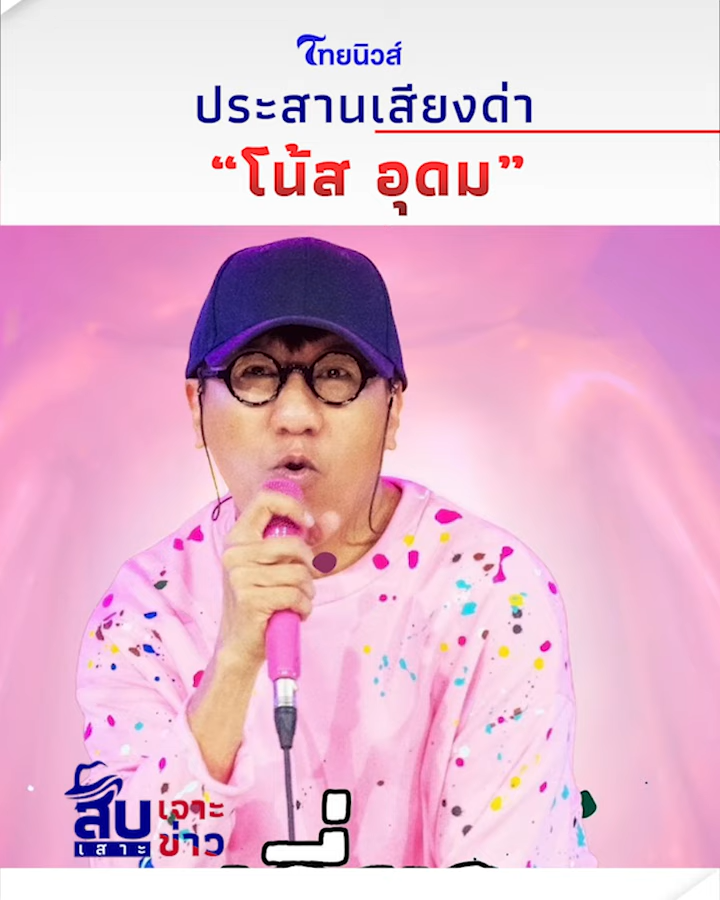 ไทยนิวส์
ประสานเสียงด่า
“โน้ส อุดม”
สืบ เจาะ
เสาะ ข่าว